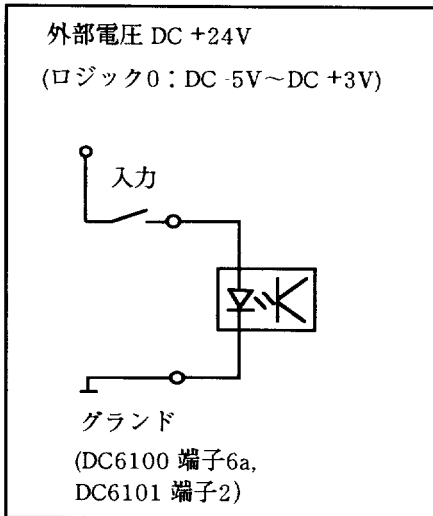 外部電圧 DC +24V
(ロジック0：DC -5V～DC +3V)
入力
グランド
(DC6100 端子6a,
DC6101 端子2)